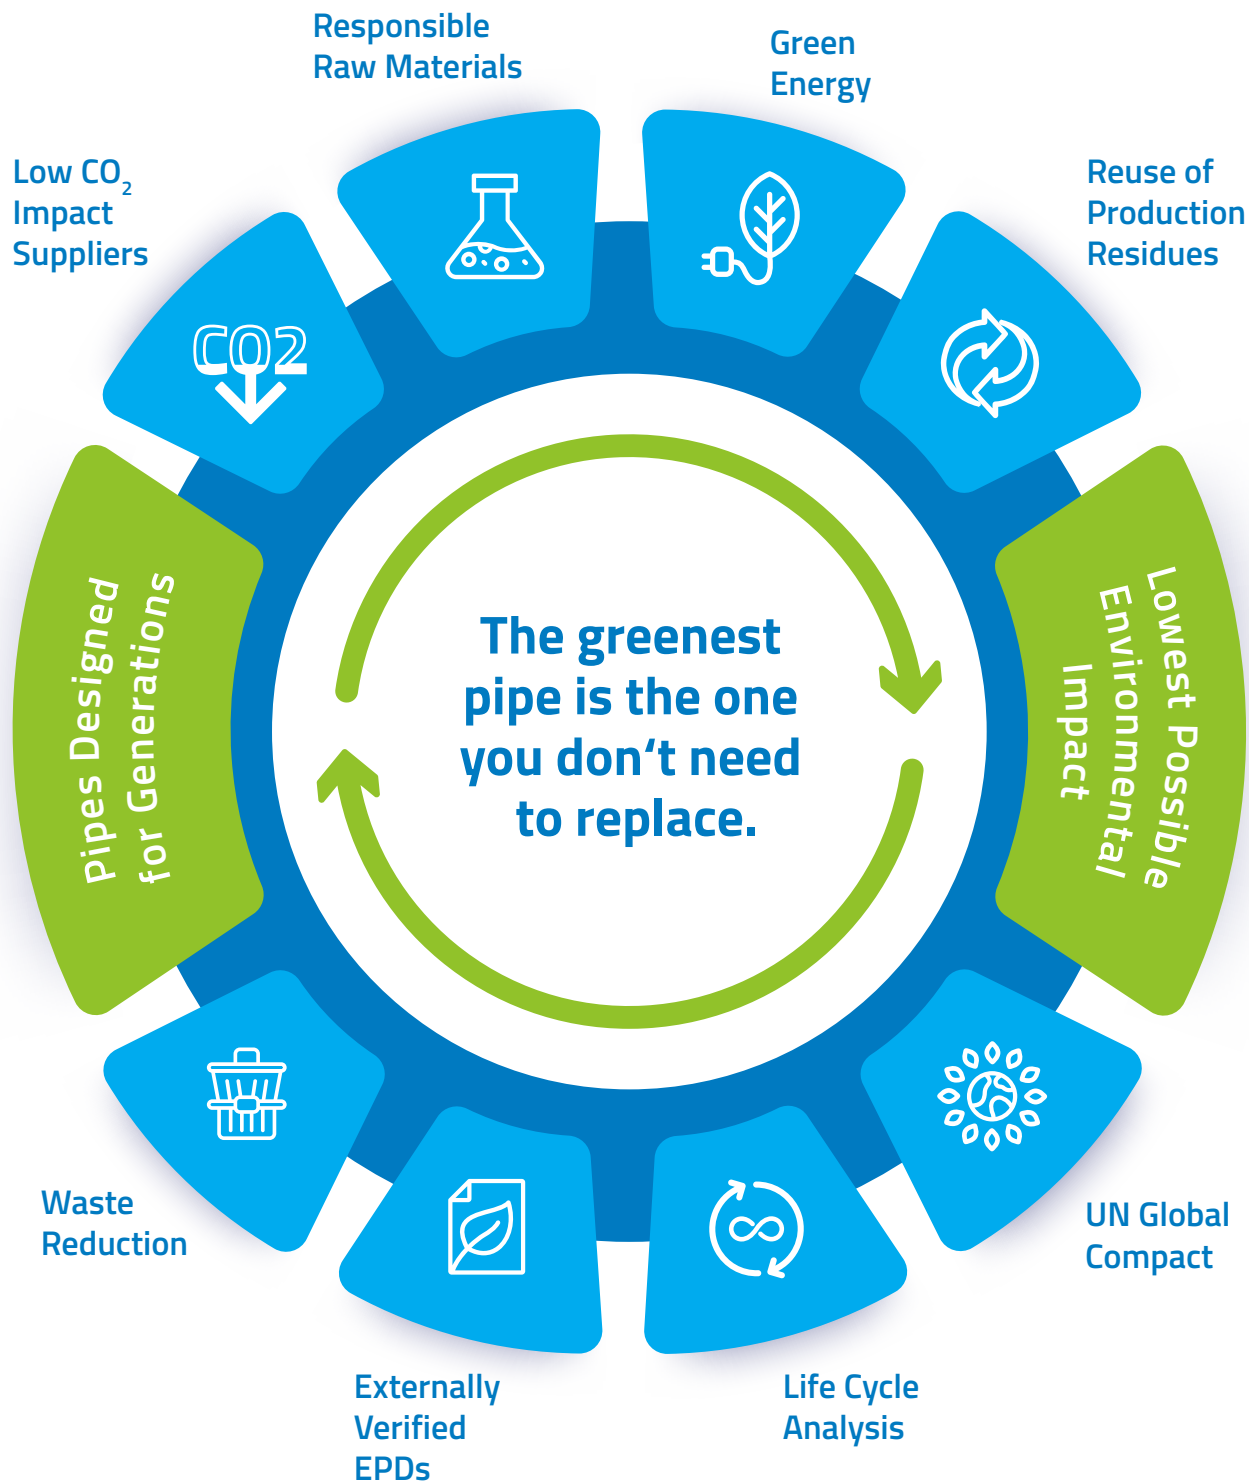 Responsible
Raw Materials
Green
Energy
Low CO₂
Impact
Suppliers
Reuse of
Production
Residues
CO2
Pipes Designed
for Generations
The greenest
pipe is the one
you don‘t need
to replace.
Lowest Possible
Environmental
Impact
Waste
Reduction
UN Global
Compact
Externally
Verified
EPDs
Life Cycle
Analysis